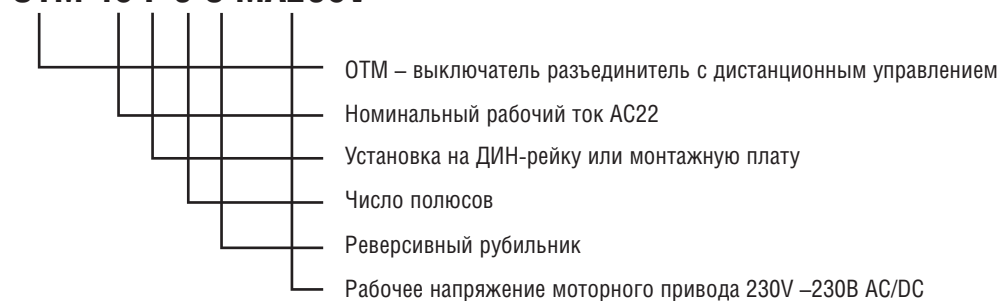 ОТМ – выключатель разъединитель с дистанционным управлением
Номинальный рабочий ток АС22
Установка на ДИН-рейку или монтажную плату
Число полюсов
Реверсивный рубильник
Рабочее напряжение моторного привода 230V –230В AC/DC